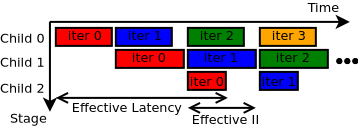 Time
Child 0 iter 0 iter 1 iter 2 iter 3
Child 1 iter 0 iter 1 iter 2
Child 2 iter 0 iter 1
Effective Latency
Effective II
Stage